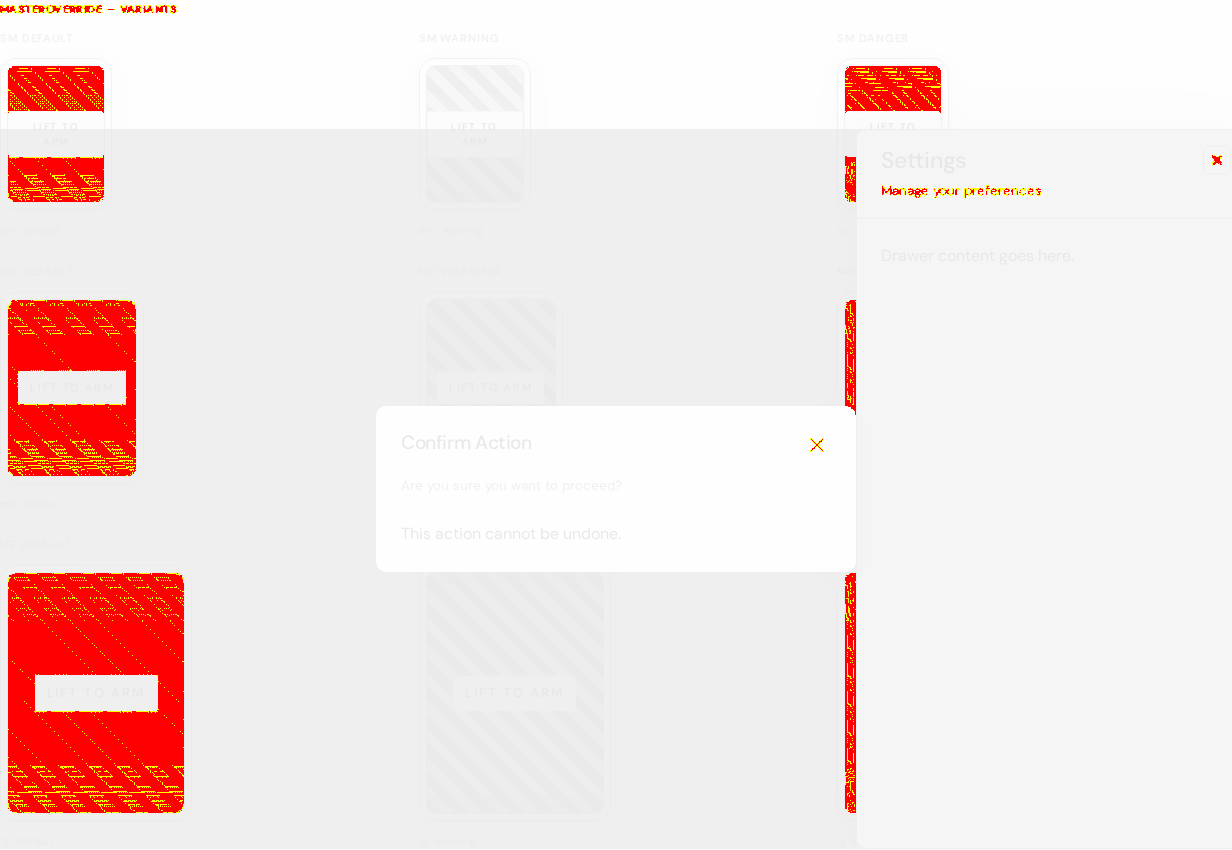 MASTEROVERRIDE — VARIANTS
SM DEFAULT
SM WARNING
SM DANGER
LIFT TO
ARM
LIFT TO
ARM
LIFT TO
Settings
Manage your preferences
Drawer content goes here.
LIFT TO ARM
LIFT TO ARM
Confirm Action
Are you sure you want to proceed?
This action cannot be undone.
LIFT TO ARM
LIFT TO ARM